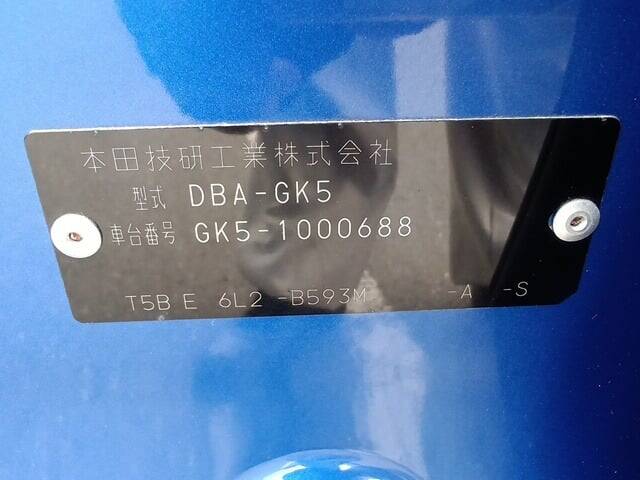 本田技研工業株式会社
型式 DBA-GK5
車台番号 GK5-1000688
T5B E 6L2 -B593M -A -S